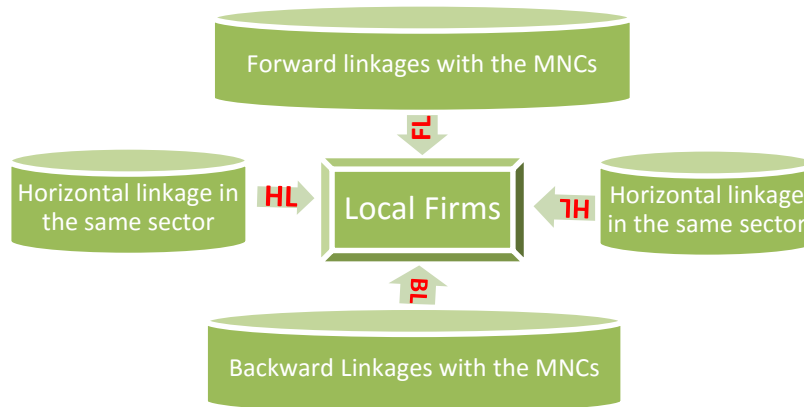 Forward linkages with the MNCs
FL
Horizontal linkage in
the same sector
HL
Local Firms
HL
Horizontal linkage
in the same sector
BL
Backward Linkages with the MNCs